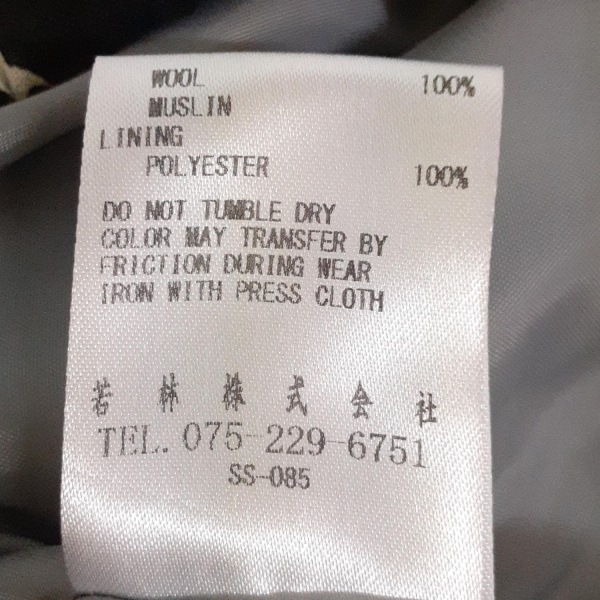 WOOL 100%
MUSLIN
LINING
POLYESTER 100%
DO NOT TUMBLE DRY
COLOR MAY TRANSFER BY
FRICTION DURING WEAR
IRON WITH PRESS CLOTH
若林株式会社
TEL. 075-229-6751
SS-085